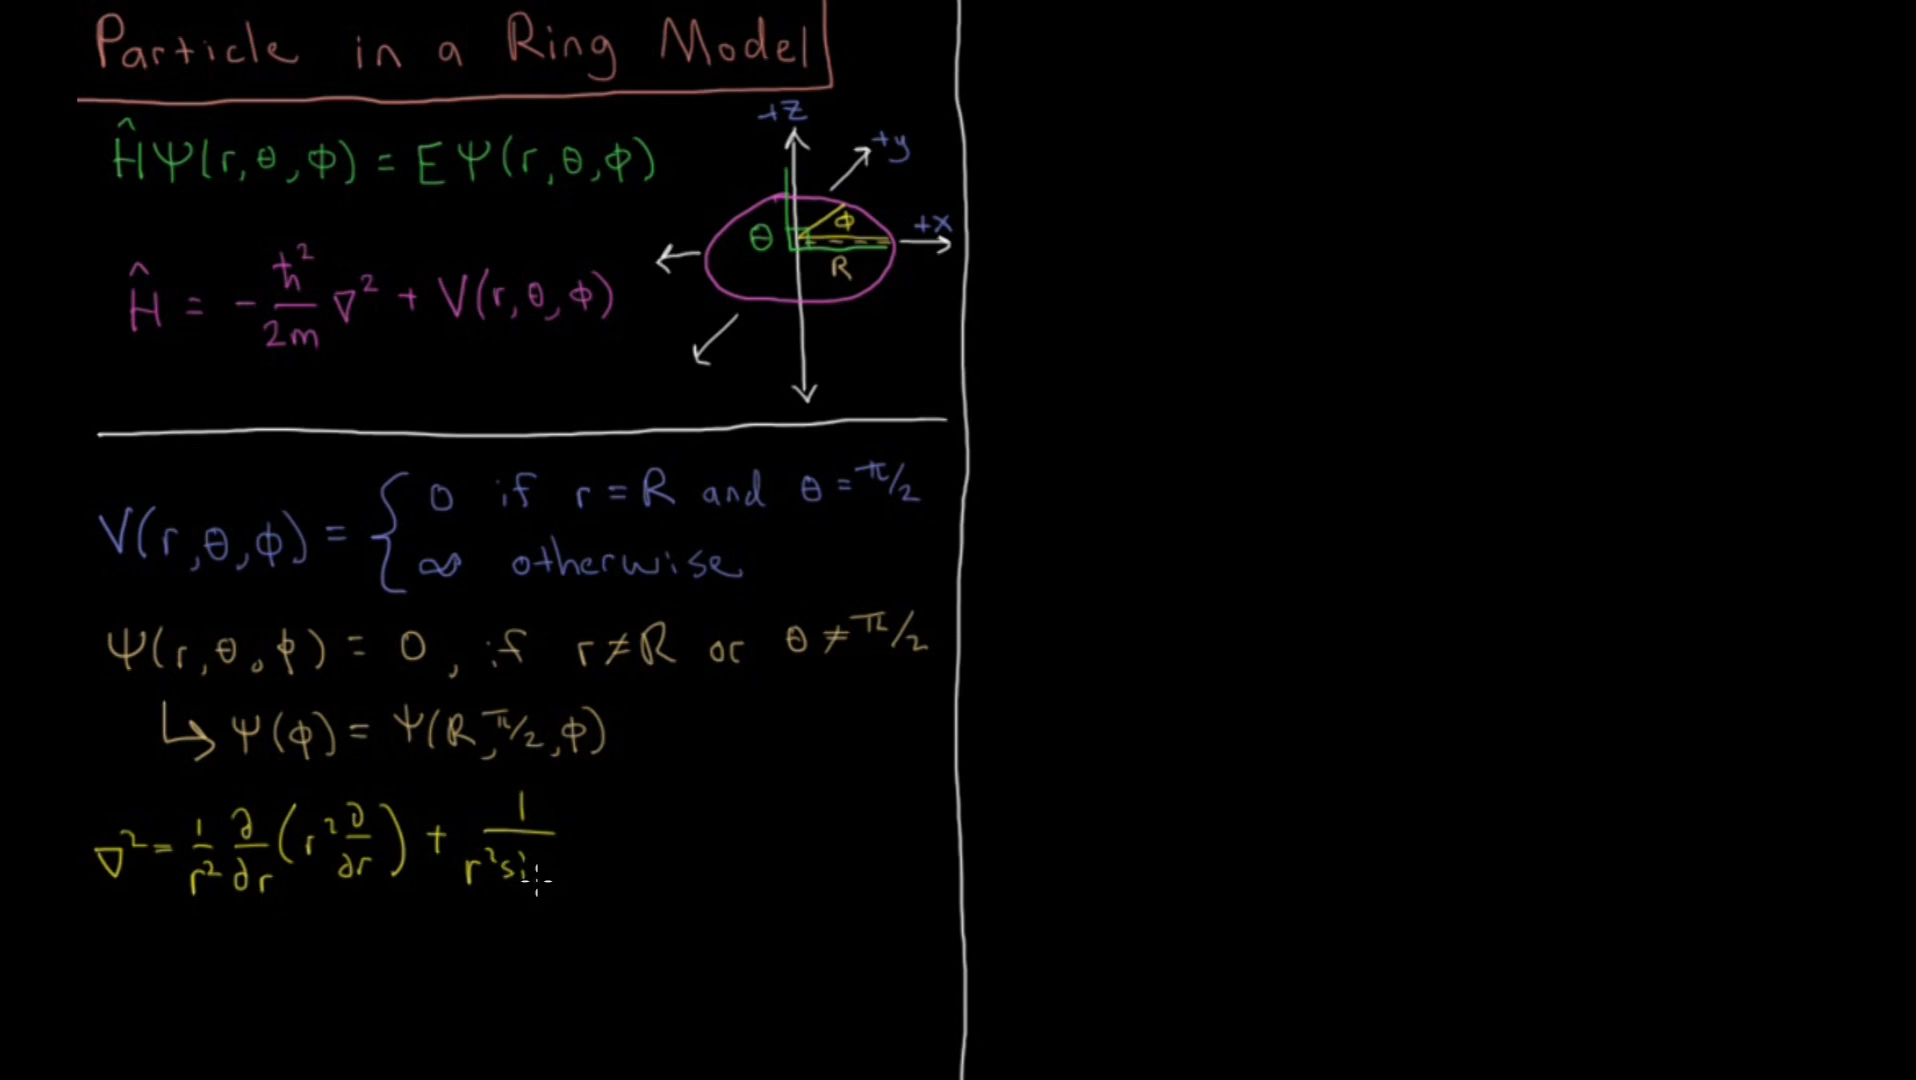 Particle in a Ring Model
ĤΨ(r,θ,φ) = EΨ(r,θ,φ)
Ĥ = -ħ²/2m ∇² + V(r,θ,φ)
+z
+y
+x
θ
φ
R
V(r,θ,φ) = { 0 if r = R and θ = π/2
∞ otherwise
Ψ(r,θ,φ) = 0, if r ≠ R or θ ≠ π/2
↳ Ψ(φ) = Ψ(R,π/2,φ)
∇² = 1/r² ∂/∂r (r² ∂/∂r) + 1/r²si